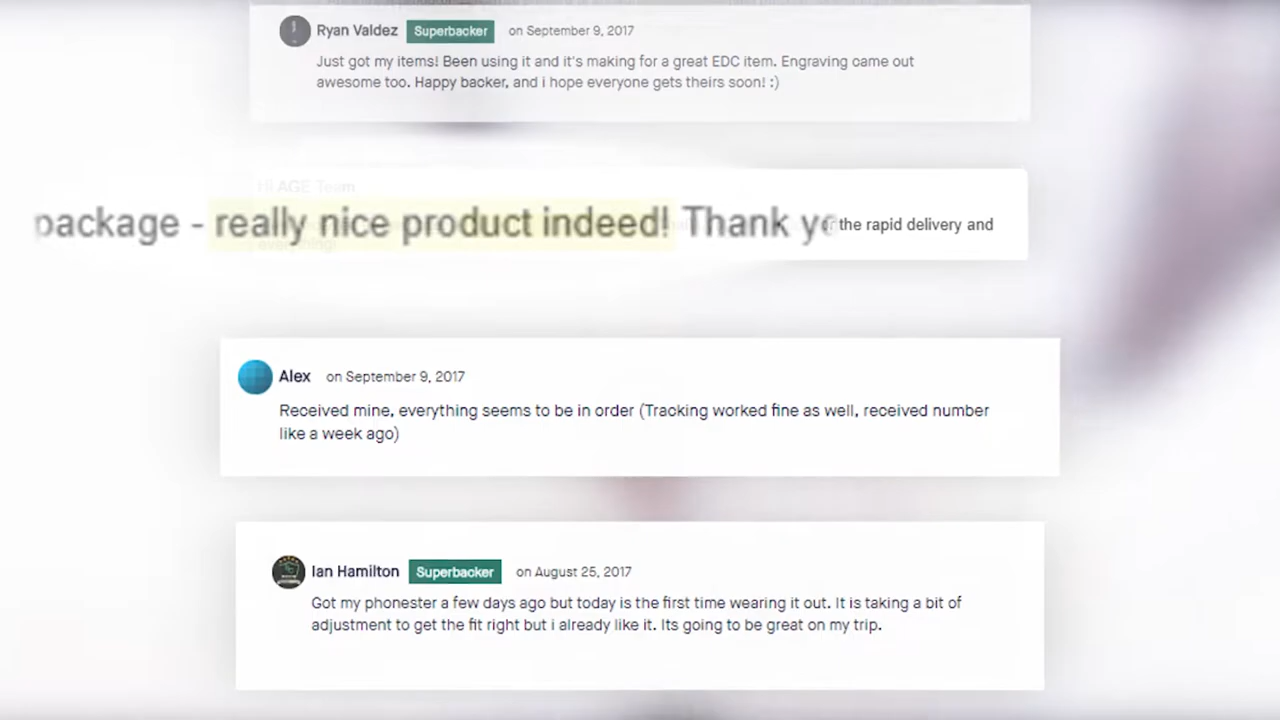 Ryan Valdez Superbacker on September 9, 2017
Just got my items! Been using it and it's making for a great EDC item. Engraving came out
awesome too. Happy backer, and i hope everyone gets theirs soon! :)
Hi AGE Team
package - really nice product indeed! Thank yo the rapid delivery and
everything!
Alex on September 9, 2017
Received mine, everything seems to be in order (Tracking worked fine as well, received number
like a week ago)
Ian Hamilton Superbacker on August 25, 2017
Got my phonester a few days ago but today is the first time wearing it out. It is taking a bit of
adjustment to get the fit right but i already like it. Its going to be great on my trip.